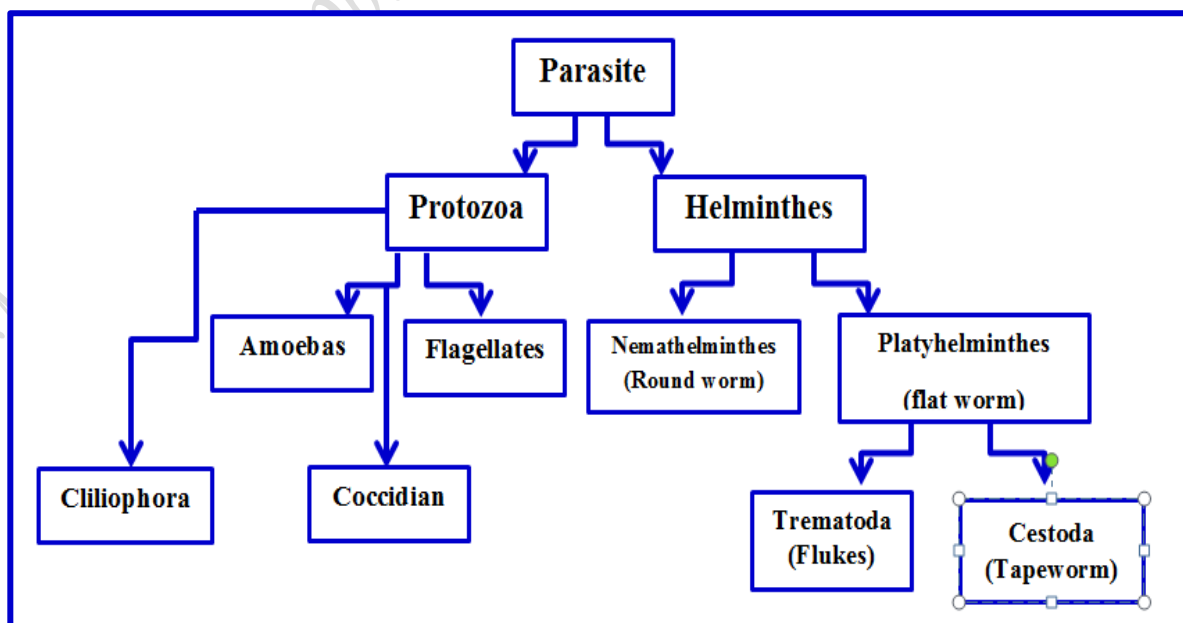 Parasite
Protozoa
Helminthes
Amoebas
Flagellates
Nemathelminthes
(Round worm)
Platyhelminthes
(flat worm)
Cliliophora
Coccidian
Trematoda
(Flukes)
Cestoda
(Tapeworm)